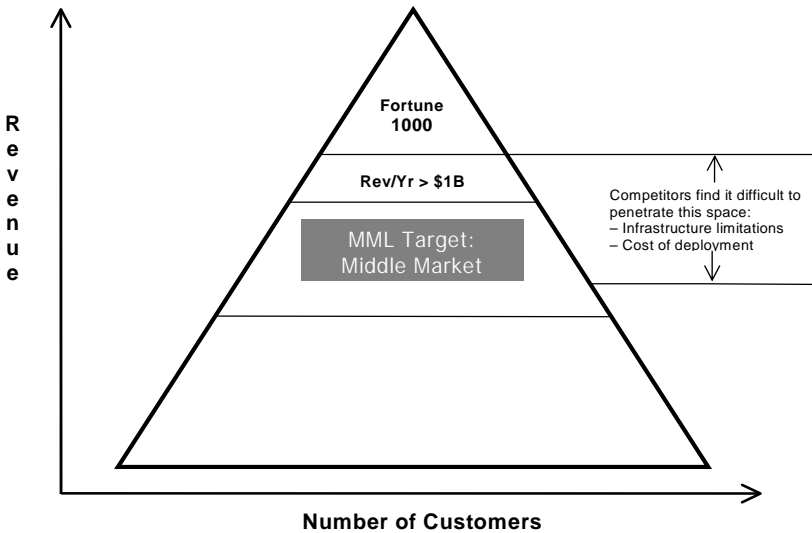 Revenue
Fortune
1000
Rev/Yr > $1B
MML Target:
Middle Market
Competitors find it difficult to
penetrate this space:
– Infrastructure limitations
– Cost of deployment
Number of Customers